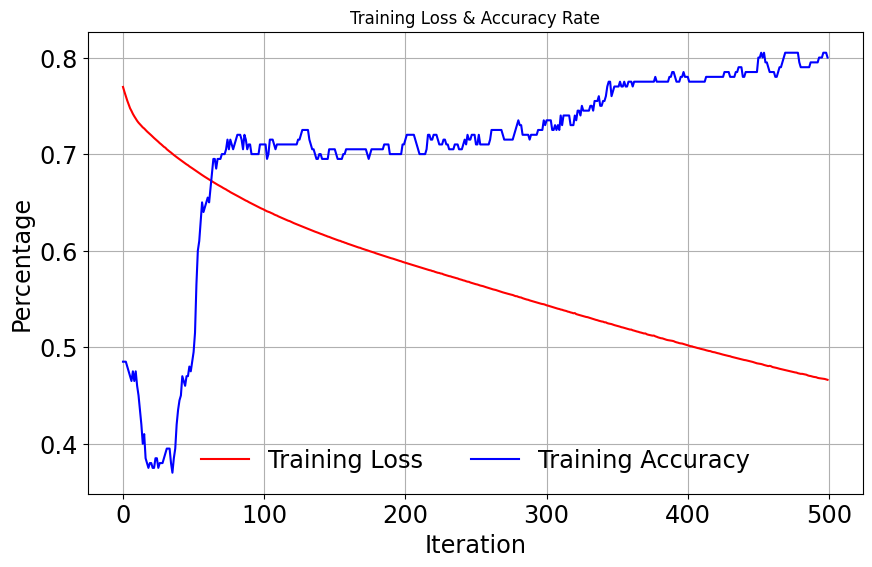 Training Loss & Accuracy Rate
Percentage
0.8
0.7
0.6
0.5
0.4
Training Loss
Training Accuracy
0
100
200
300
400
500
Iteration